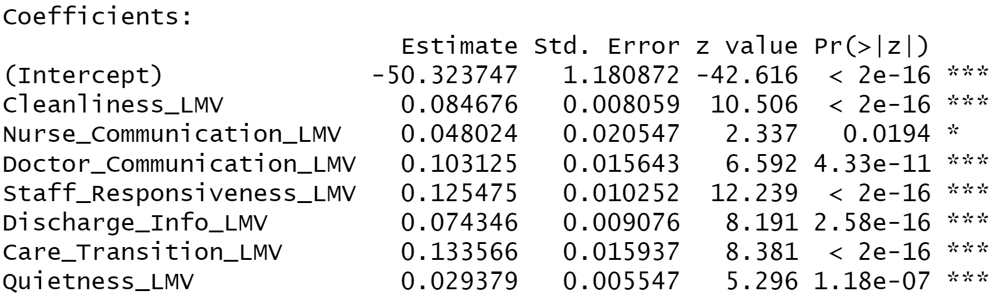 Coefficients:
Estimate Std. Error z value Pr(>|z|)
(Intercept) -50.323747 1.180872 -42.616 < 2e-16 ***
Cleanliness_LMV 0.084676 0.008059 10.506 < 2e-16 ***
Nurse_Communication_LMV 0.048024 0.020547 2.337 0.0194 *
Doctor_Communication_LMV 0.103125 0.015643 6.592 4.33e-11 ***
Staff_Responsiveness_LMV 0.125475 0.010252 12.239 < 2e-16 ***
Discharge_Info_LMV 0.074346 0.009076 8.191 2.58e-16 ***
Care_Transition_LMV 0.133566 0.015937 8.381 < 2e-16 ***
Quietness_LMV 0.029379 0.005547 5.296 1.18e-07 ***